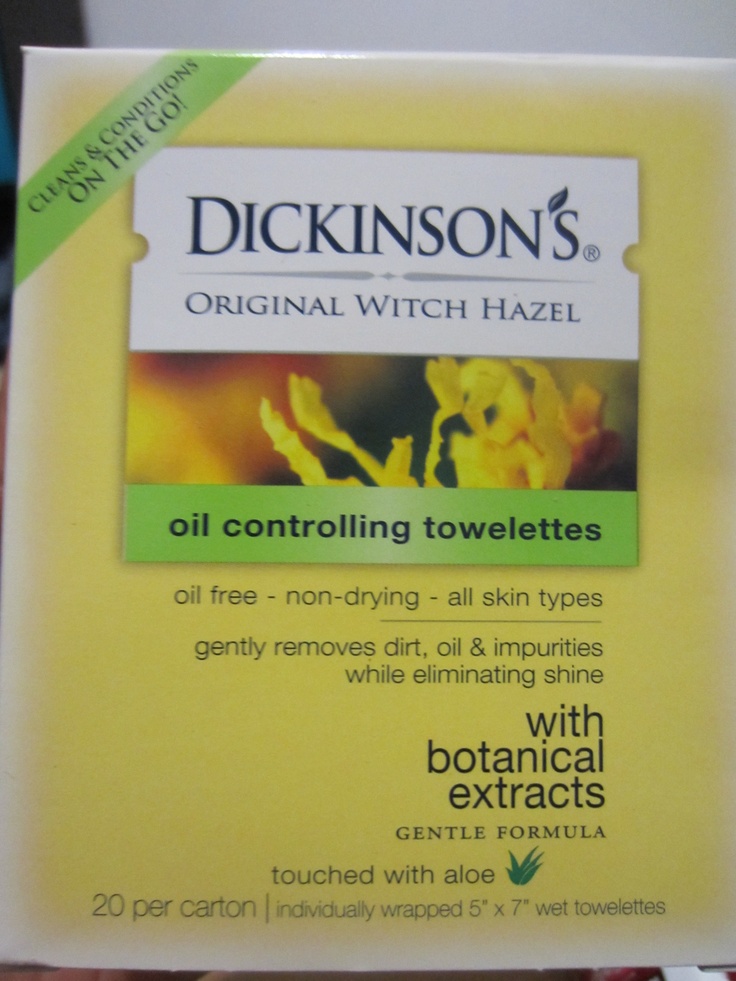 CLEANS & CONDITIONS
ON THE GO!
DICKINSON'S®
ORIGINAL WITCH HAZEL
oil controlling towelettes
oil free - non-drying - all skin types
gently removes dirt, oil & impurities
while eliminating shine
with
botanical
extracts
GENTLE FORMULA
touched with aloe
20 per carton | individually wrapped 5" x 7" wet towelettes